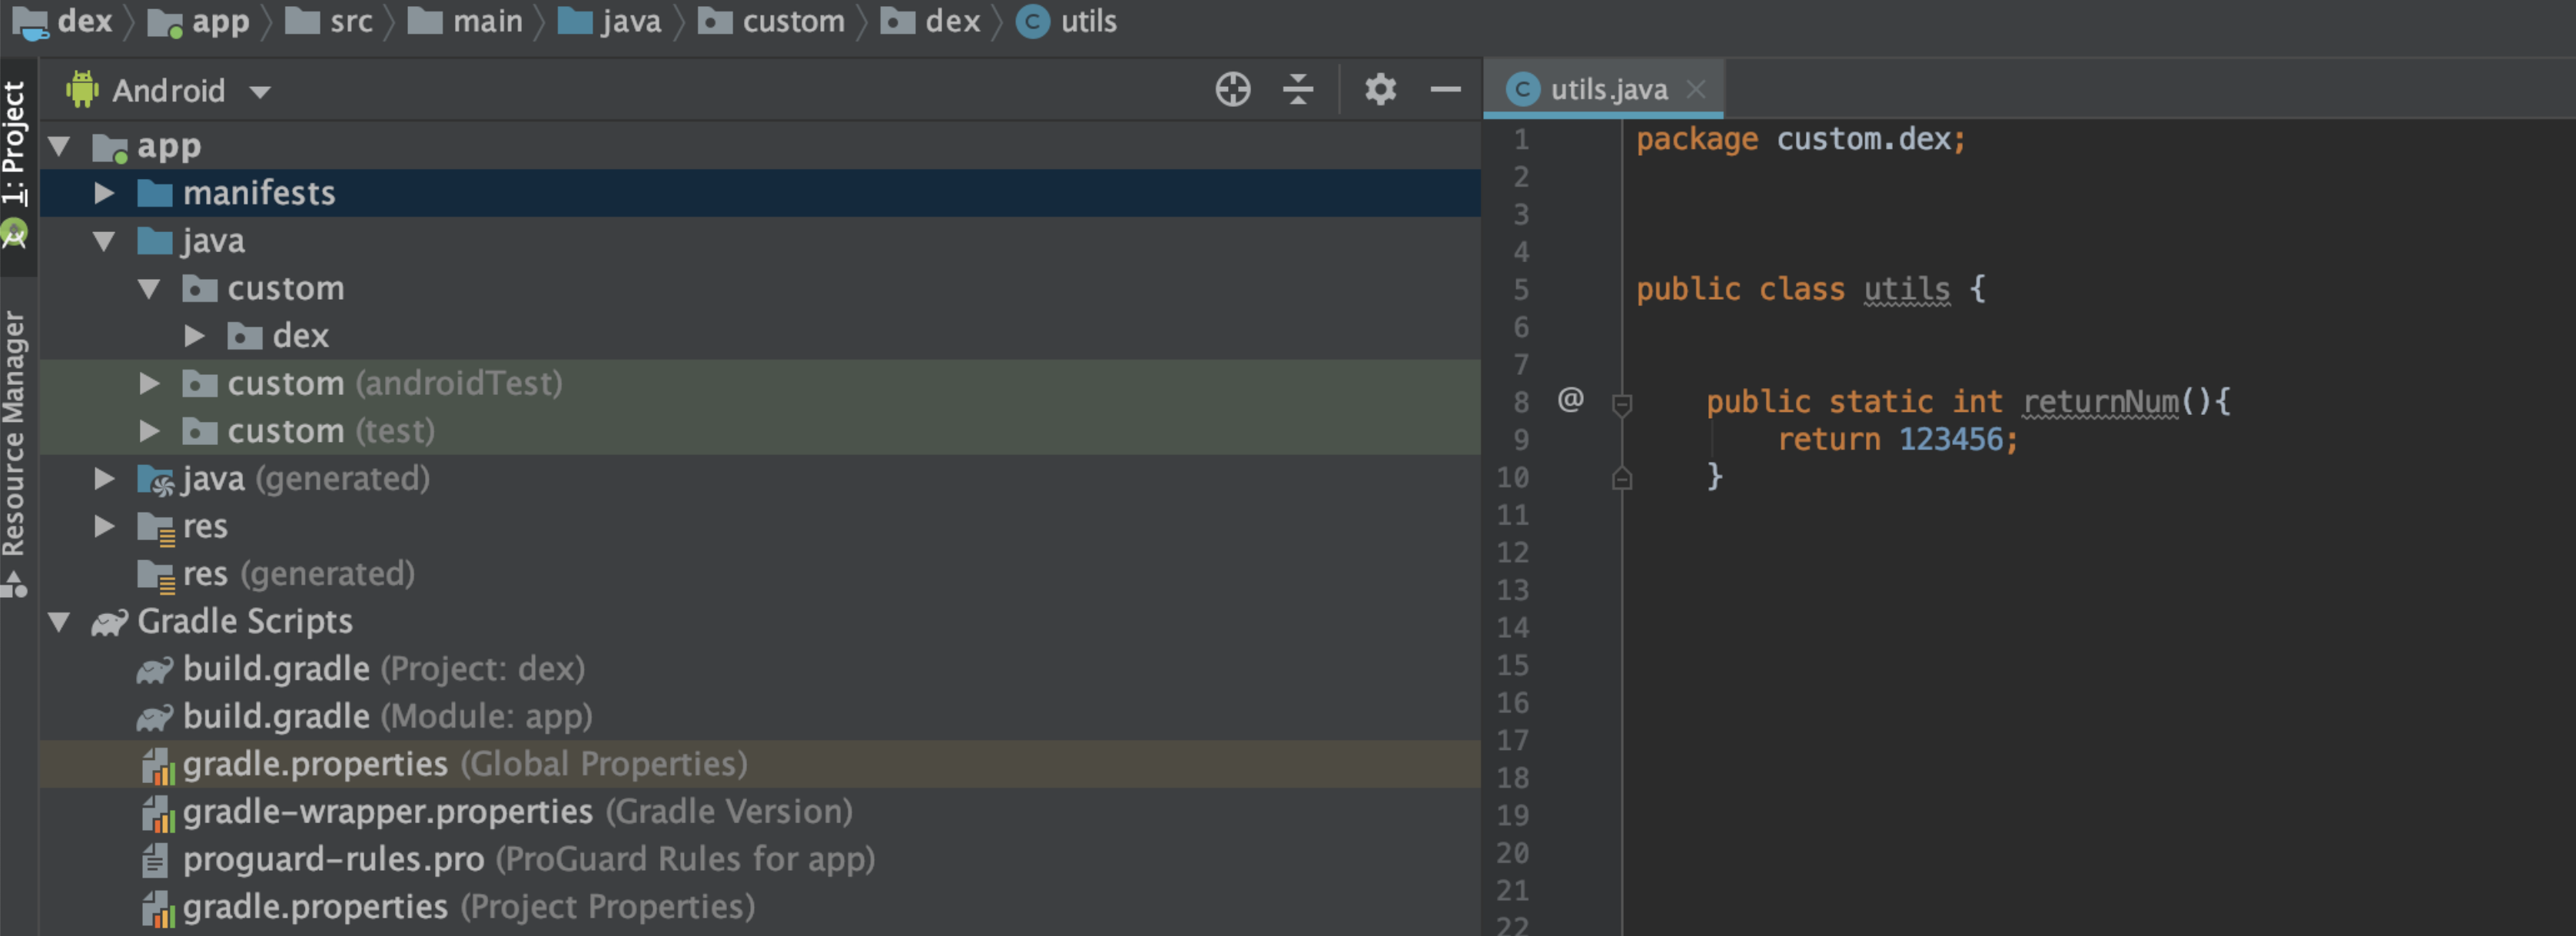 dex app src main java custom dex utils
1: Project
Resource Manager
Android
app
manifests
java
custom
dex
custom (androidTest)
custom (test)
java (generated)
res
res (generated)
Gradle Scripts
build.gradle (Project: dex)
build.gradle (Module: app)
gradle.properties (Global Properties)
gradle-wrapper.properties (Gradle Version)
proguard-rules.pro (ProGuard Rules for app)
gradle.properties (Project Properties)
utils.java
1 package custom.dex;
2
3
4
5 public class utils {
6
7
8 @ public static int returnNum(){
9 return 123456;
10 }
11
12
13
14
15
16
17
18
19
20
21
22